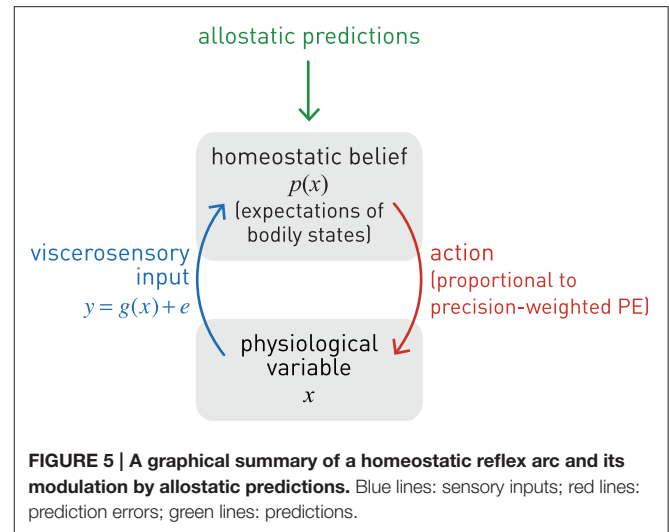 allostatic predictions
homeostatic belief
p(x)
(expectations of
bodily states)
viscerosensory
input
y = g(x) + e
action
(proportional to
precision-weighted PE)
physiological
variable
x
FIGURE 5 | A graphical summary of a homeostatic reflex arc and its
modulation by allostatic predictions. Blue lines: sensory inputs; red lines:
prediction errors; green lines: predictions.